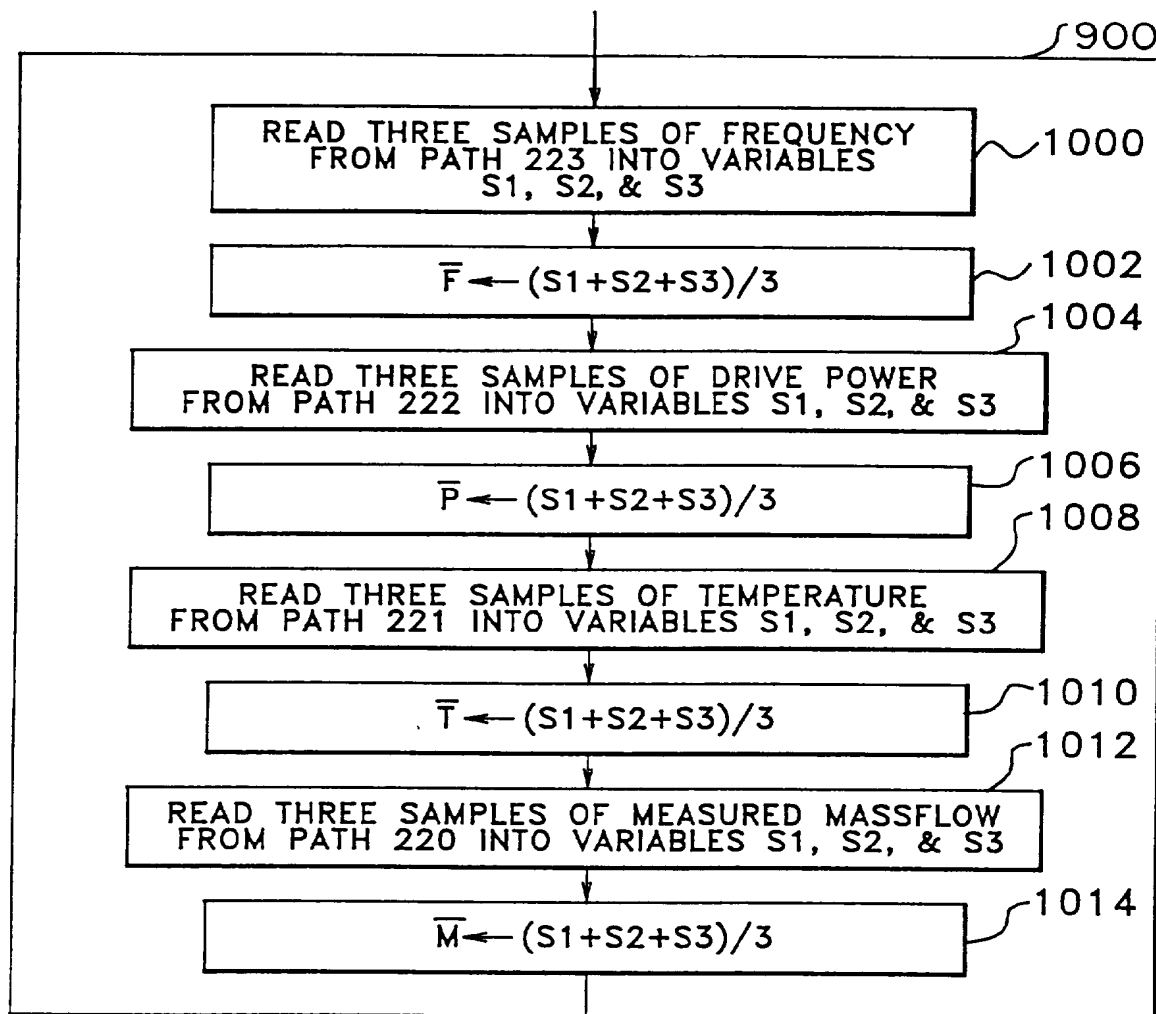 900
READ THREE SAMPLES OF FREQUENCY
FROM PATH 223 INTO VARIABLES
S1, S2, & S3
1000
F̅ ← (S1+S2+S3)/3
1002
1004
READ THREE SAMPLES OF DRIVE POWER
FROM PATH 222 INTO VARIABLES S1, S2, & S3
P̅ ← (S1+S2+S3)/3
1006
1008
READ THREE SAMPLES OF TEMPERATURE
FROM PATH 221 INTO VARIABLES S1, S2, & S3
T̅ ← (S1+S2+S3)/3
1010
1012
READ THREE SAMPLES OF MEASURED MASSFLOW
FROM PATH 220 INTO VARIABLES S1, S2, & S3
M̅ ← (S1+S2+S3)/3
1014